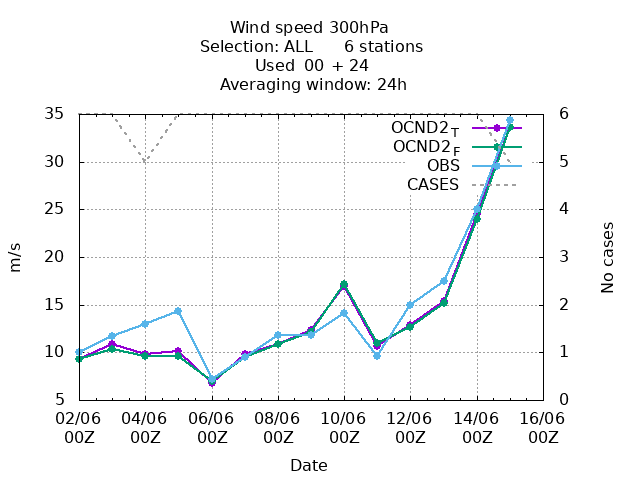 Wind speed 300hPa
Selection: ALL 6 stations
Used 00 + 24
Averaging window: 24h
35 6
30 5
25 4
20 3
15 2
10 1
5 0
m/s
No cases
OCND2_T
OCND2_F
OBS
CASES
02/06 04/06 06/06 08/06 10/06 12/06 14/06 16/06
00Z 00Z 00Z 00Z 00Z 00Z 00Z 00Z
Date